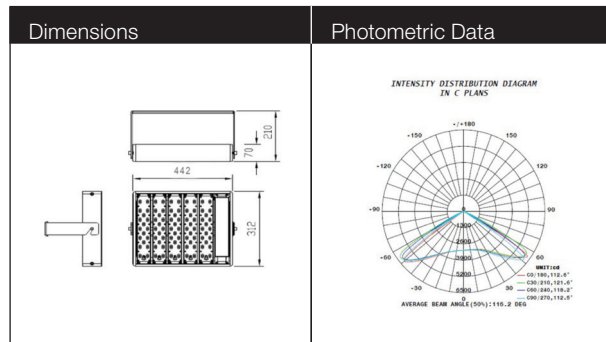 Dimensions
Photometric Data
210
70
442
312
INTENSITY DISTRIBUTION DIAGRAM
IN C PLANS
-/+180
-150
150
-120
120
-90
90
-60
60
-30
30
0
0
1300
2600
3900
5200
6500
UNIT:cd
C0/180,112.6°
C30/210,121.6°
C60/240,118.2°
C90/270,112.5°
AVERAGE BEAM ANGLE(50%):116.2 DEG